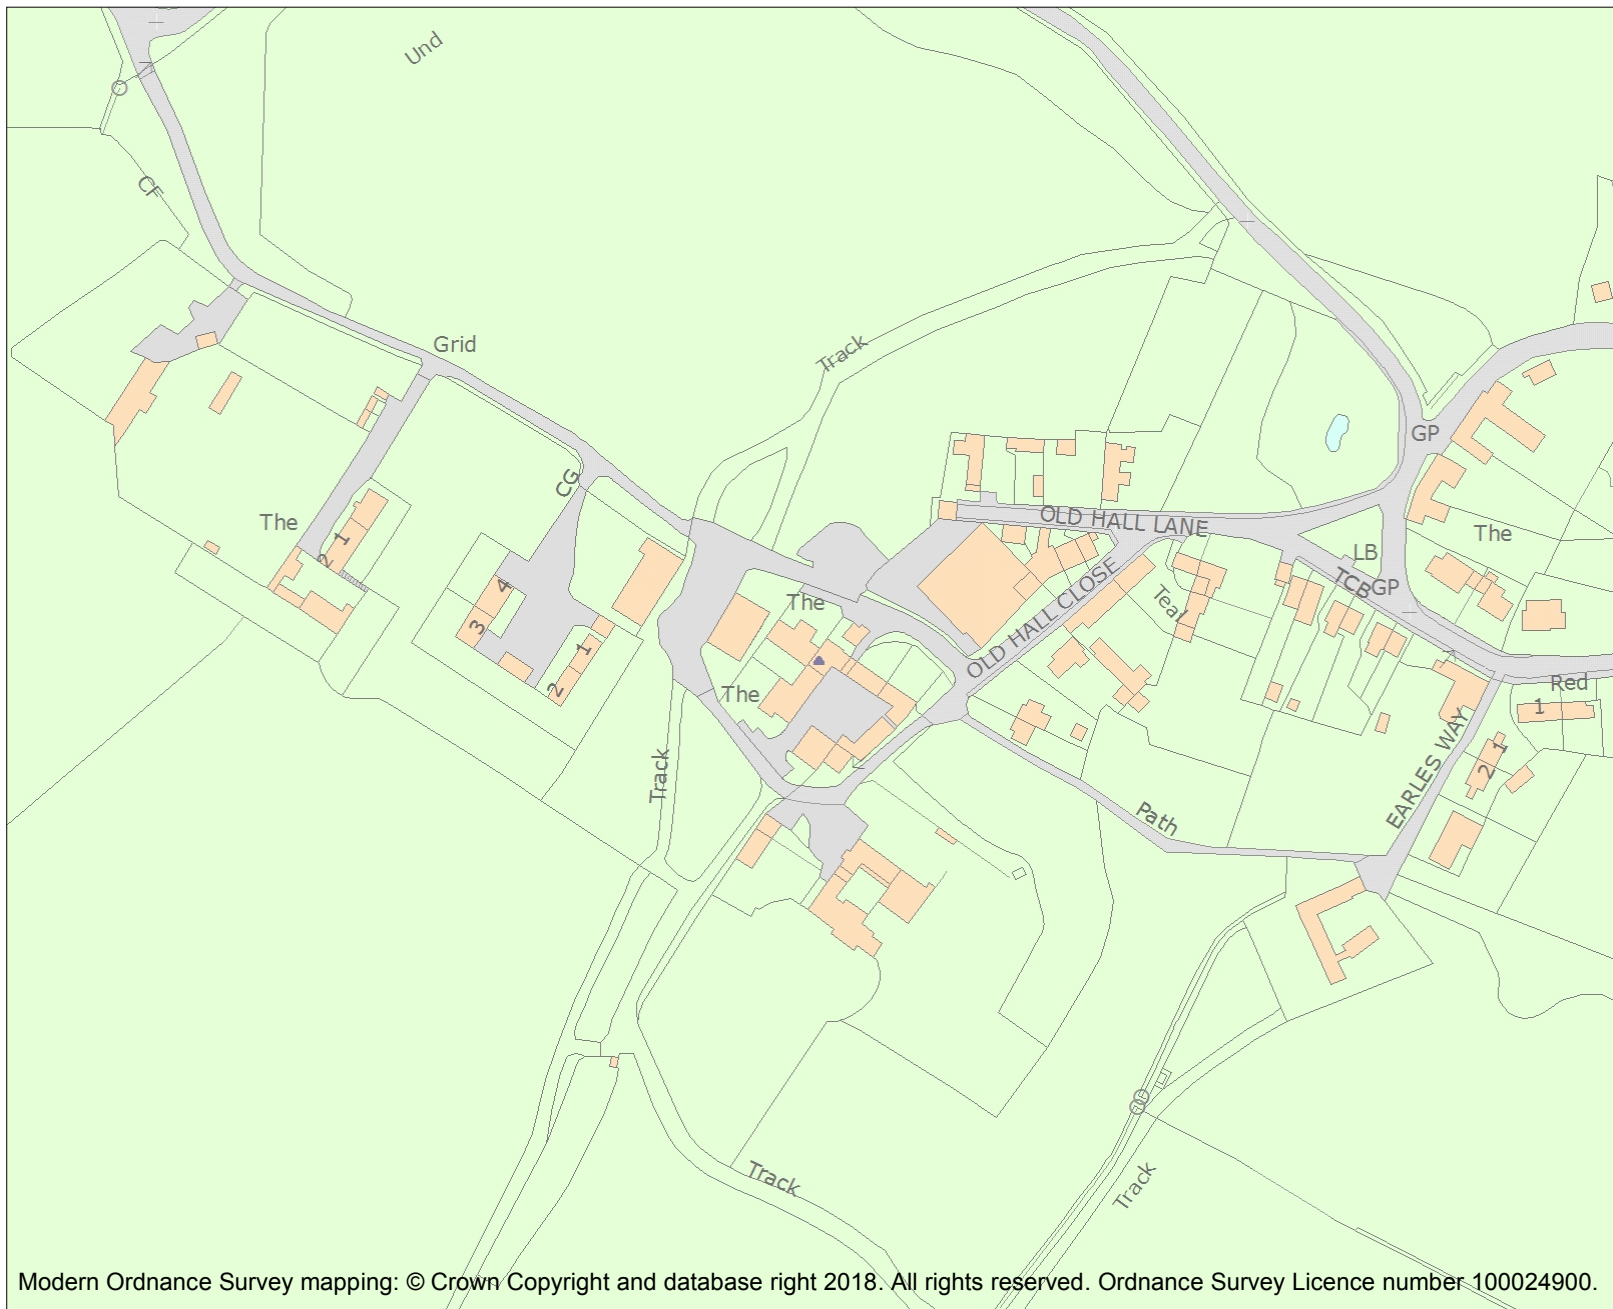 Und
CF
Grid
Track
GP
CG
OLD HALL LANE
The
The
1
2
LB
TCB
GP
4
OLD HALL CLOSE
Teal
The
3
1
2
The
Red
1
Track
EARLES WAY
1
2
Path
Track
Track
Modern Ordnance Survey mapping: © Crown Copyright and database right 2018. All rights reserved. Ordnance Survey Licence number 100024900.